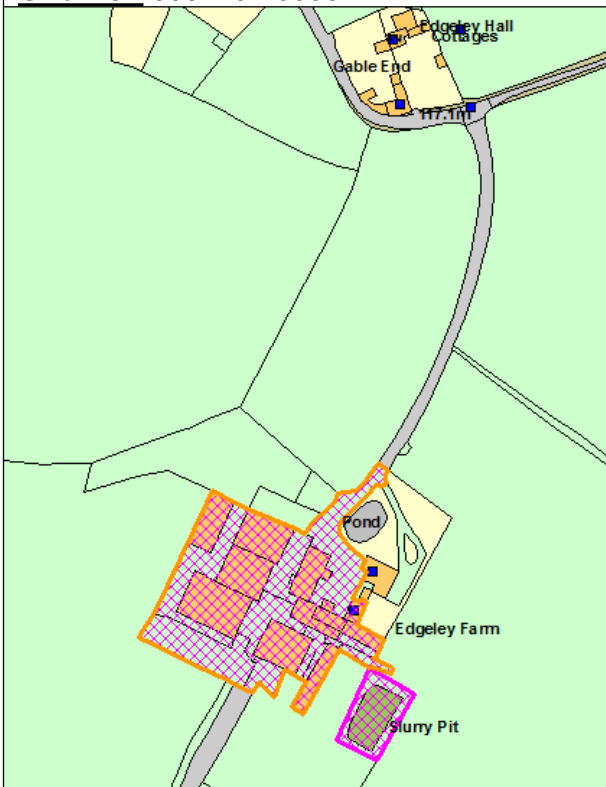 Edgeley Hall
Cottages
Gable End
117.1m
Pond
Edgeley Farm
Slurry Pit